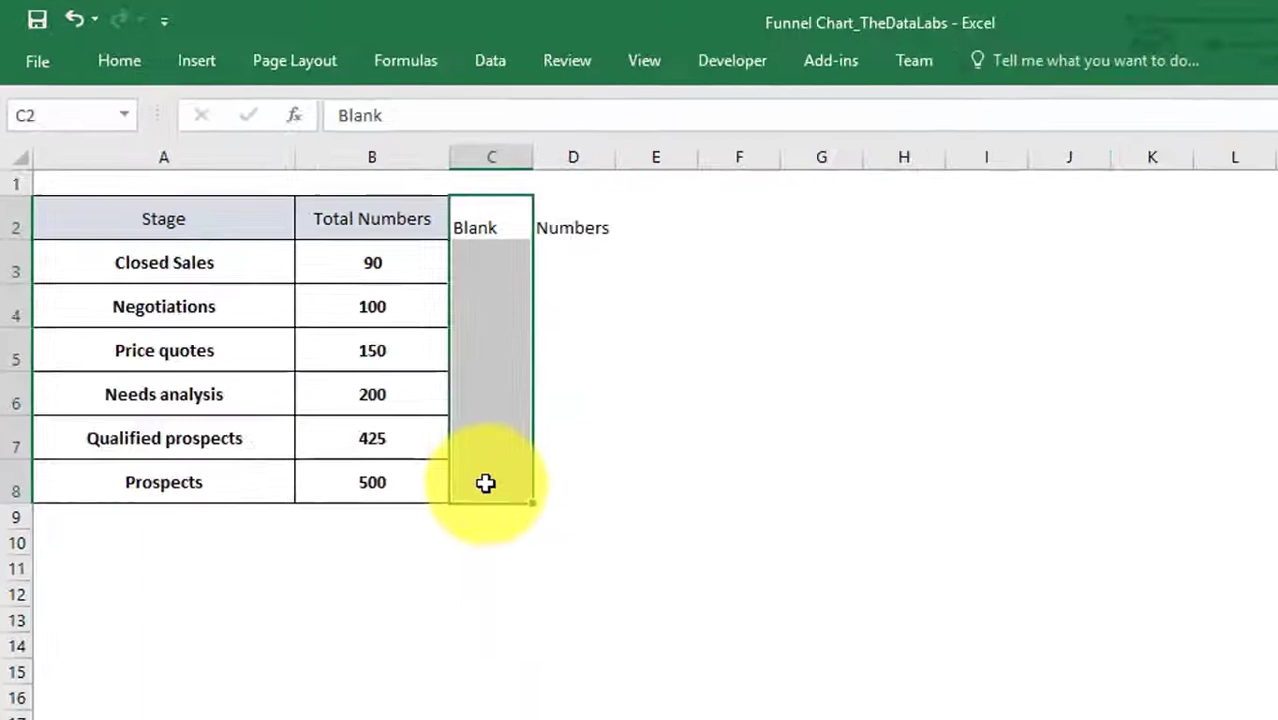 Funnel Chart_TheDataLabs - Excel
File Home Insert Page Layout Formulas Data Review View Developer Add-ins Team Tell me what you want to do...
C2 fx Blank
A B C D E F G H I J K L
1
2 Stage Total Numbers Blank Numbers
3 Closed Sales 90
4 Negotiations 100
5 Price quotes 150
6 Needs analysis 200
7 Qualified prospects 425
8 Prospects 500
9
10
11
12
13
14
15
16